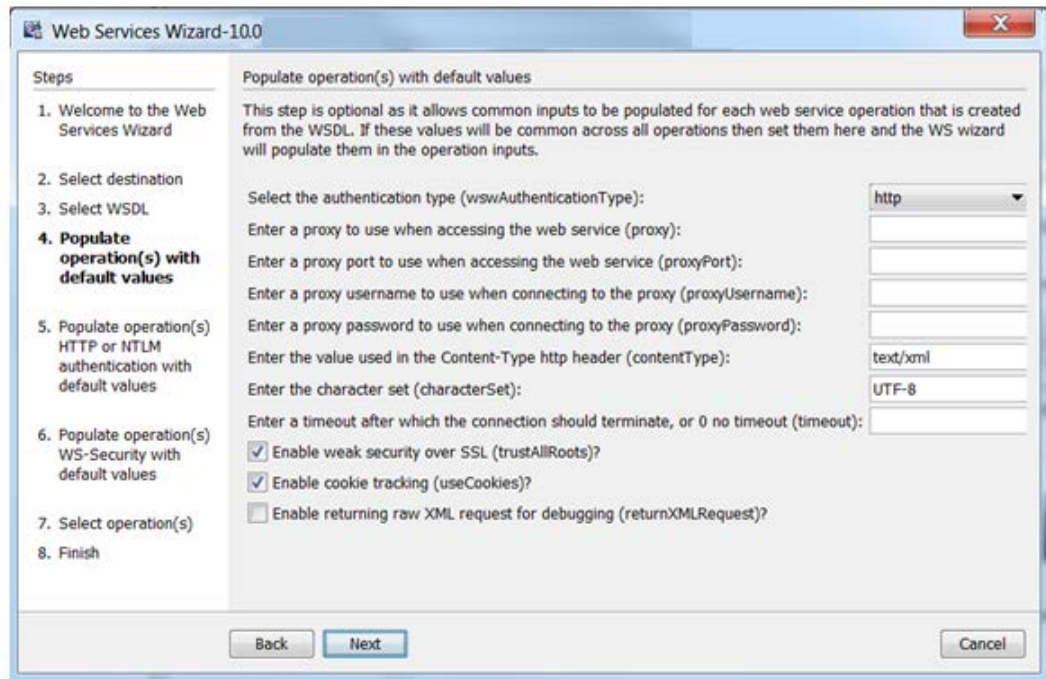 Web Services Wizard-10.0
Steps
1. Welcome to the Web
Services Wizard
2. Select destination
3. Select WSDL
4. Populate
operation(s) with
default values
5. Populate operation(s)
HTTP or NTLM
authentication with
default values
6. Populate operation(s)
WS-Security with
default values
7. Select operation(s)
8. Finish
Populate operation(s) with default values
This step is optional as it allows common inputs to be populated for each web service operation that is created
from the WSDL. If these values will be common across all operations then set them here and the WS wizard
will populate them in the operation inputs.
Select the authentication type (wswAuthenticationType): http
Enter a proxy to use when accessing the web service (proxy):
Enter a proxy port to use when accessing the web service (proxyPort):
Enter a proxy username to use when connecting to the proxy (proxyUsername):
Enter a proxy password to use when connecting to the proxy (proxyPassword):
Enter the value used in the Content-Type http header (contentType): text/xml
Enter the character set (characterSet): UTF-8
Enter a timeout after which the connection should terminate, or 0 no timeout (timeout):
Enable weak security over SSL (trustAllRoots)?
Enable cookie tracking (useCookies)?
Enable returning raw XML request for debugging (returnXMLRequest)?
Back Next Cancel